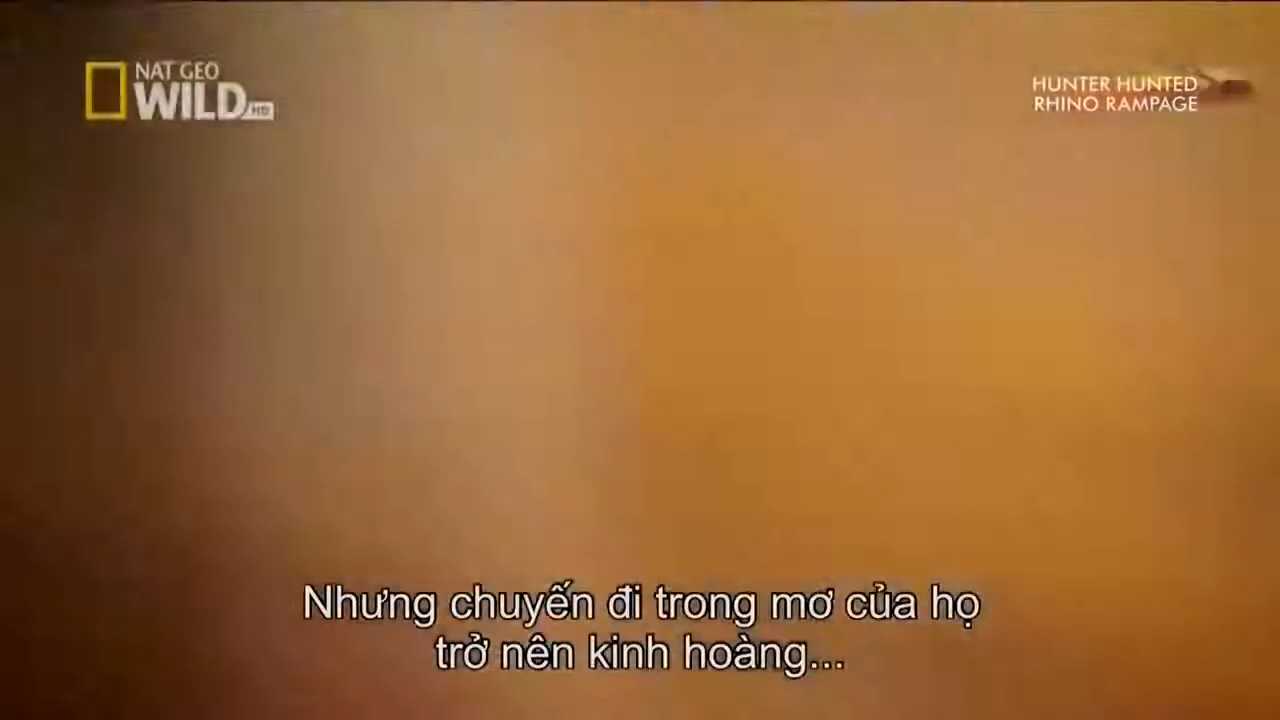 NAT GEO
WILD HD
HUNTER HUNTED
RHINO RAMPAGE
Nhưng chuyến đi trong mơ của họ
trở nên kinh hoàng...